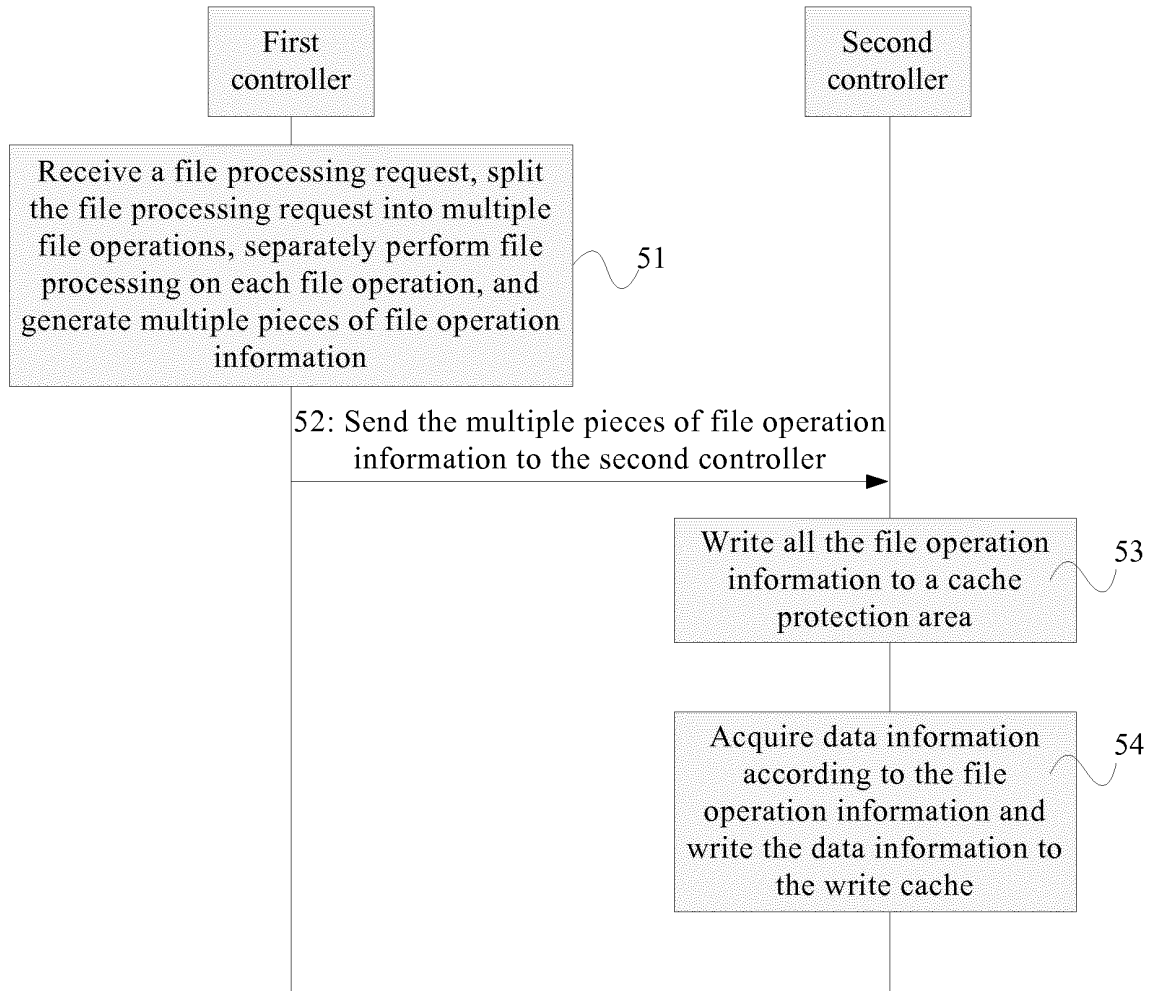 First
controller
Second
controller
Receive a file processing request, split
the file processing request into multiple
file operations, separately perform file
processing on each file operation, and
generate multiple pieces of file operation
information
51
52: Send the multiple pieces of file operation
information to the second controller
Write all the file operation
information to a cache
protection area
53
Acquire data information
according to the file
operation information and
write the data information to
the write cache
54